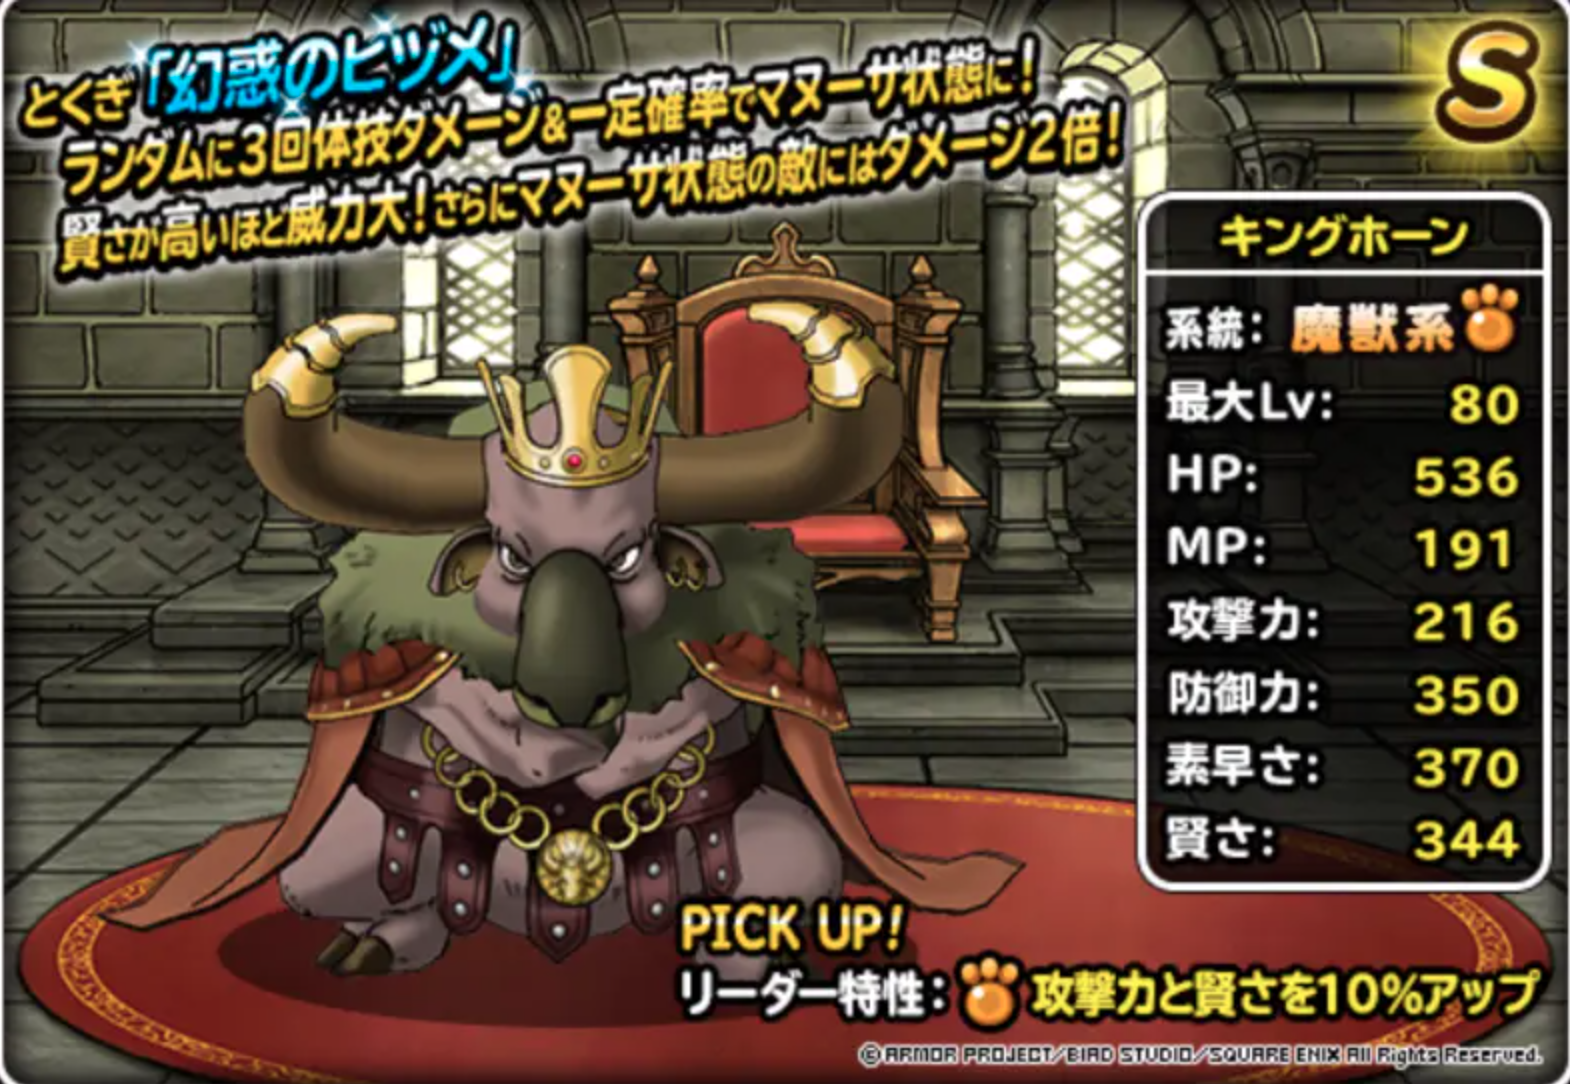 とくぎ「幻惑のヒヅメ」
ランダムに3回体技ダメージ&一定確率でマヌーサ状態に!
賢さが高いほど威力大!さらにマヌーサ状態の敵にはダメージ2倍!
S
キングホーン
系統: 魔獣系
最大Lv: 80
HP: 536
MP: 191
攻撃力: 216
防御力: 350
素早さ: 370
賢さ: 344
PICK UP!
リーダー特性: 攻撃力と賢さを10%アップ
©ARMOR PROJECT/BIRD STUDIO/SQUARE ENIX All Rights Reserved.